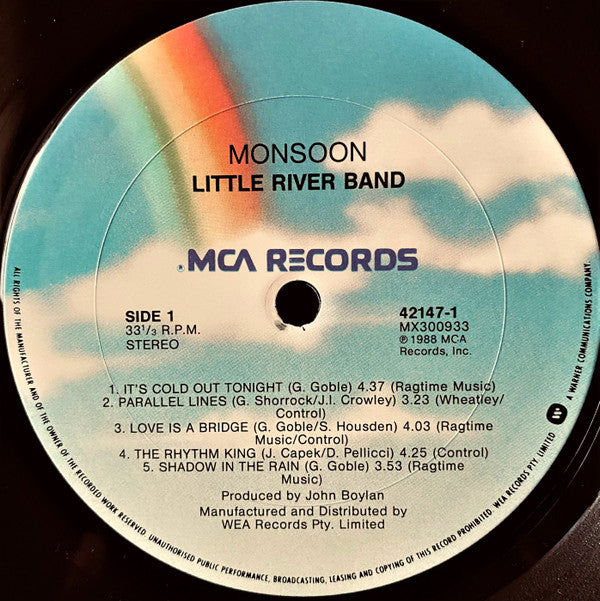 MONSOON
LITTLE RIVER BAND
MCA RECORDS
SIDE 1
33 1/3 R.P.M.
STEREO
42147-1
MX300933
℗ 1988 MCA
Records, Inc.
1. IT'S COLD OUT TONIGHT (G. Goble) 4.37 (Ragtime Music)
2. PARALLEL LINES (G. Shorrock/J.I. Crowley) 3.23 (Wheatley/
Control)
3. LOVE IS A BRIDGE (G. Goble/S. Housden) 4.03 (Ragtime
Music/Control)
4. THE RHYTHM KING (J. Capek/D. Pellicci) 4.25 (Control)
5. SHADOW IN THE RAIN (G. Goble) 3.53 (Ragtime
Music)
Produced by John Boylan
Manufactured and Distributed by
WEA Records Pty. Limited
ALL RIGHTS OF THE MANUFACTURER AND OF THE OWNER OF THE RECORDED WORK RESERVED. UNAUTHORISED PUBLIC PERFORMANCE, BROADCASTING, LEASING AND COPYING OF THIS RECORD PROHIBITED. WEA RECORDS PTY. LIMITED A WARNER COMMUNICATIONS COMPANY.